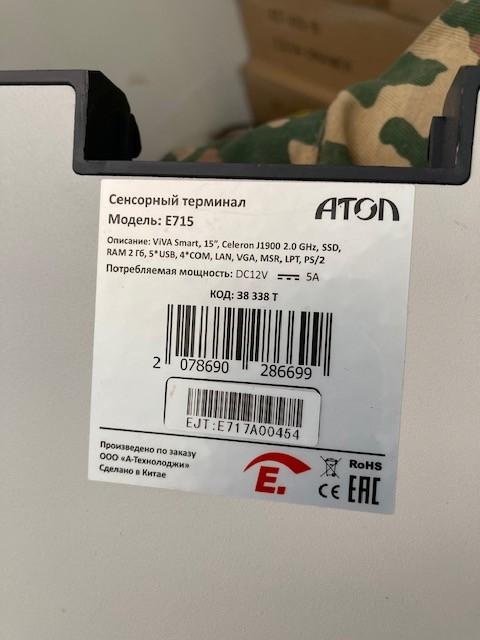 Сенсорный терминал
Модель: E715
АТОЛ
Описание: ViVA Smart, 15”, Celeron J1900 2.0 GHz, SSD,
RAM 2 Гб, 5*USB, 4*COM, LAN, VGA, MSR, LPT, PS/2
Потребляемая мощность: DC12V 5A
КОД: 38 338 T
2 078690 286699
EJT:E717A00454
Произведено по заказу
ООО «А-Технолоджи»
Сделано в Китае
E.
RoHS
CE EAC